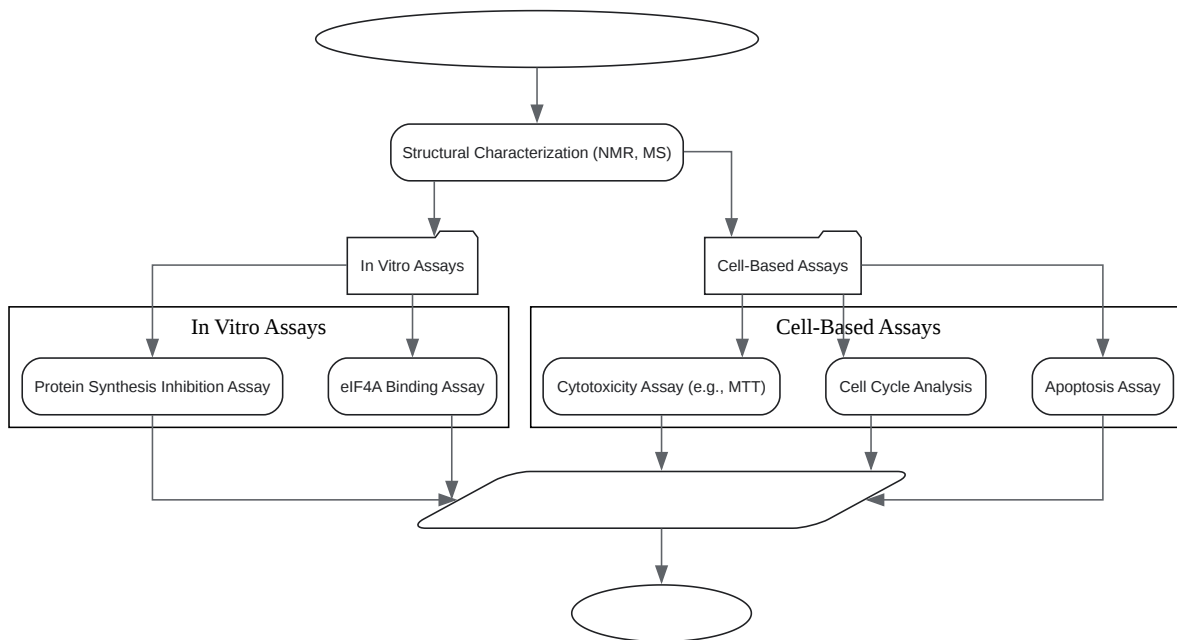 Structural Characterization (NMR, MS)
In Vitro Assays
Cell-Based Assays
In Vitro Assays
Cell-Based Assays
Protein Synthesis Inhibition Assay
eIF4A Binding Assay
Cytotoxicity Assay (e.g., MTT)
Cell Cycle Analysis
Apoptosis Assay